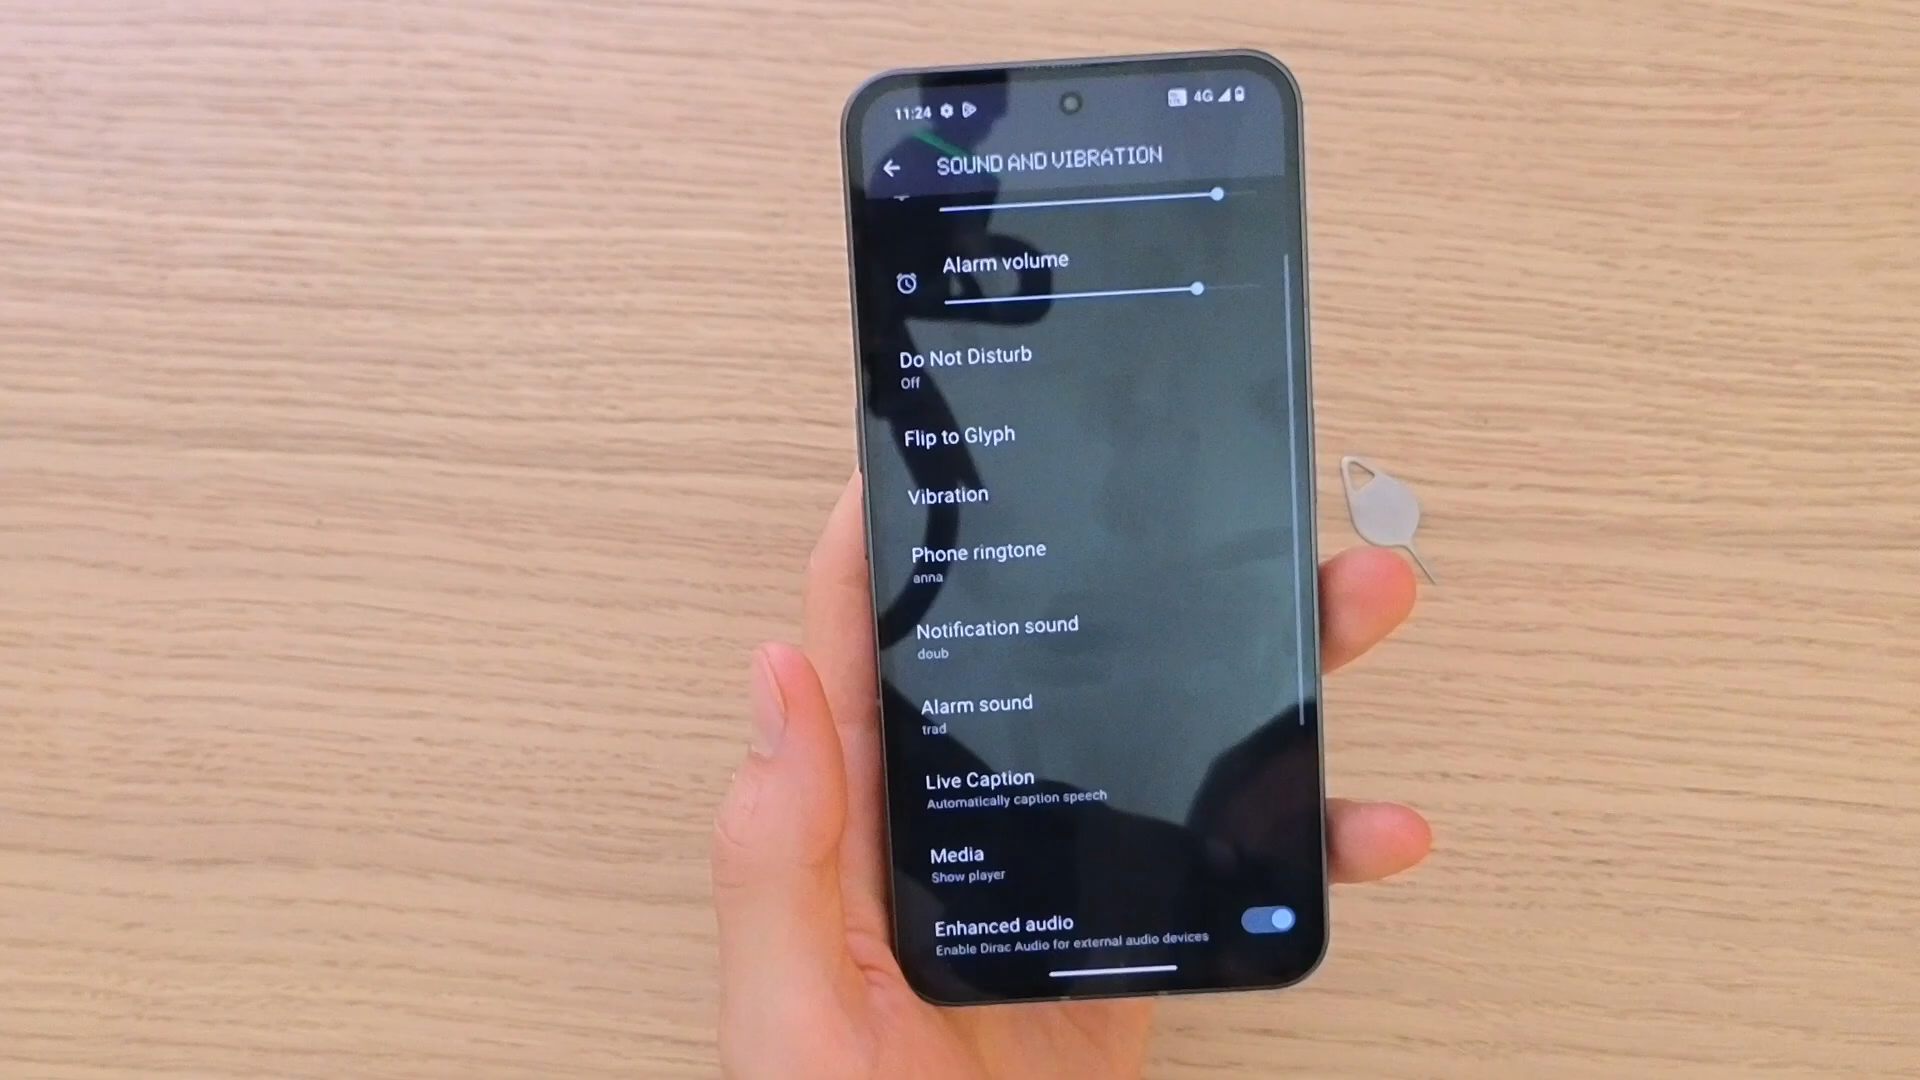 11:24 4G
SOUND AND VIBRATION
Alarm volume
Do Not Disturb
Off
Flip to Glyph
Vibration
Phone ringtone
anna
Notification sound
doub
Alarm sound
trad
Live Caption
Automatically caption speech
Media
Show player
Enhanced audio
Enable Dirac Audio for external audio devices